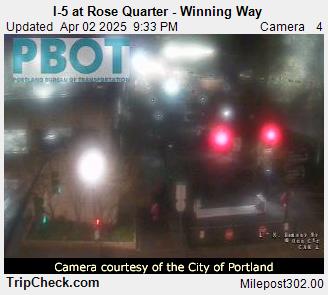 I-5 at Rose Quarter - Winning Way
Updated Apr 02 2025 9:33 PM Camera 4
PBOT
PORTLAND BUREAU OF TRANSPORTATION
Camera courtesy of the City of Portland
TripCheck.com Milepost302.00